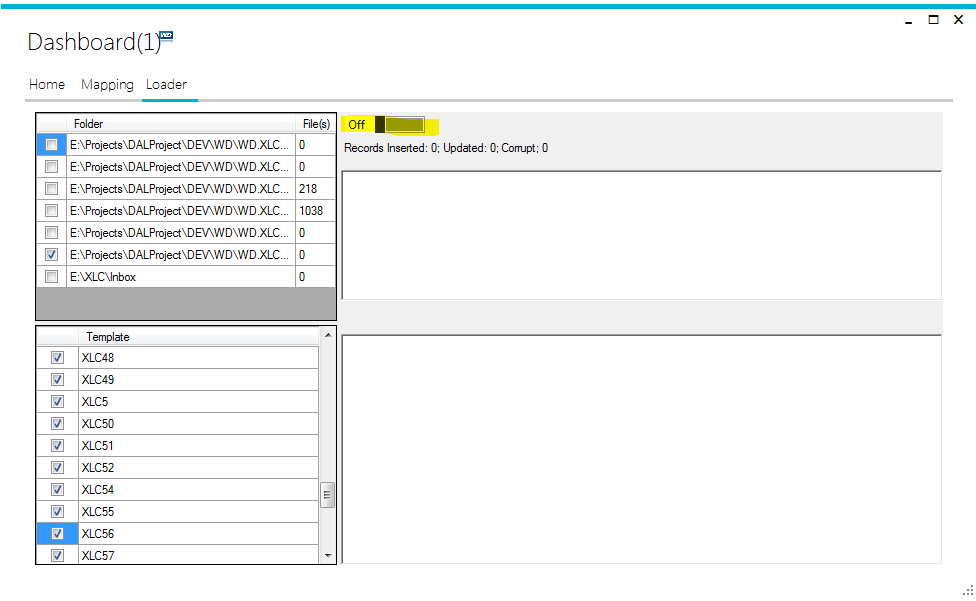 Dashboard(1) WD
Home Mapping Loader
Folder File(s)
E:\Projects\DALProject\DEV\WD\WD.XLC... 0
E:\Projects\DALProject\DEV\WD\WD.XLC... 0
E:\Projects\DALProject\DEV\WD\WD.XLC... 218
E:\Projects\DALProject\DEV\WD\WD.XLC... 1038
E:\Projects\DALProject\DEV\WD\WD.XLC... 0
E:\Projects\DALProject\DEV\WD\WD.XLC... 0
E:\XLC\Inbox 0
Off
Records Inserted: 0; Updated: 0; Corrupt; 0
Template
XLC48
XLC49
XLC5
XLC50
XLC51
XLC52
XLC54
XLC55
XLC56
XLC57